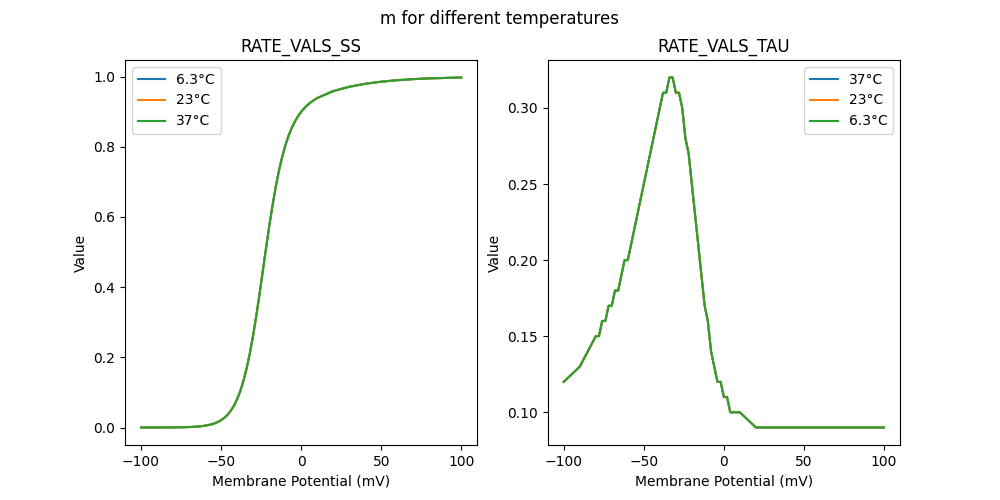 m for different temperatures
RATE_VALS_SS
1.0
0.8
0.6
0.4
0.2
0.0
Value
6.3°C
23°C
37°C
−100
−50
0
50
100
Membrane Potential (mV)
RATE_VALS_TAU
0.30
0.25
0.20
0.15
0.10
Value
37°C
23°C
6.3°C
−100
−50
0
50
100
Membrane Potential (mV)